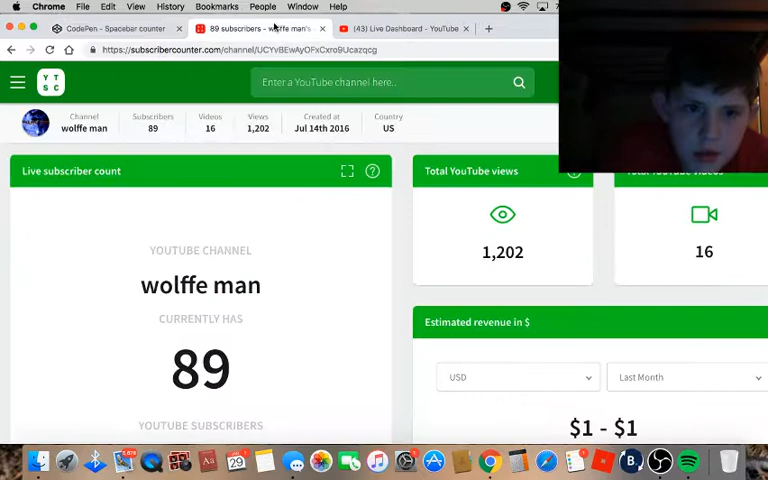 Chrome File Edit View History Bookmarks People Window Help
CodePen - Spacebar counter
89 subscribers - wolffe man's
(43) Live Dashboard - YouTube
https://subscribercounter.com/channel/UCYvBEwAyOFxCxro9Ucazqcg
Y T
S C
Enter a YouTube channel here..
Channel Subscribers Videos Views Created at Country
wolffe man 89 16 1,202 Jul 14th 2016 US
Live subscriber count
Total YouTube views
YOUTUBE CHANNEL
wolffe man
CURRENTLY HAS
89
YOUTUBE SUBSCRIBERS
1,202
16
Estimated revenue in $
USD
Last Month
$1 - $1
29